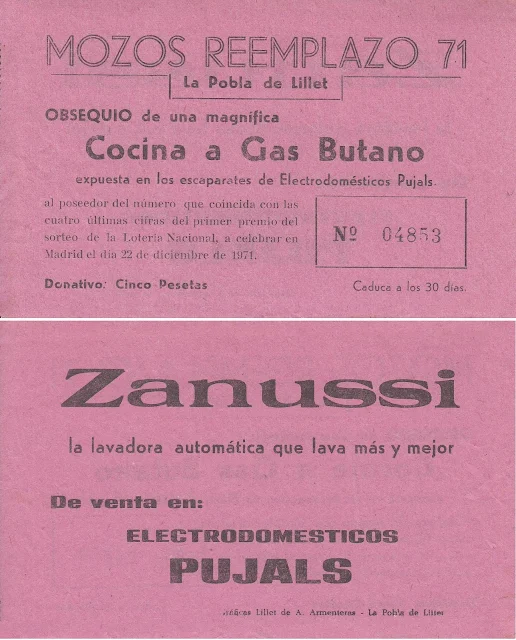 MOZOS REEMPLAZO 71
La Pobla de Lillet
OBSEQUIO de una magnífica
Cocina a Gas Butano
expuesta en los escaparates de Electrodomésticos Pujals.
al poseedor del número que coincida con las
cuatro últimas cifras del primer premio del
sorteo de la Lotería Nacional, a celebrar en
Madrid el día 22 de diciembre de 1971.
Nº 04853
Donativo: Cinco Pesetas
Caduca a los 30 días.
Zanussi
la lavadora automática que lava más y mejor
De venta en:
ELECTRODOMESTICOS
PUJALS
Lillet de A. Armenteras - La Pobla de Lillet